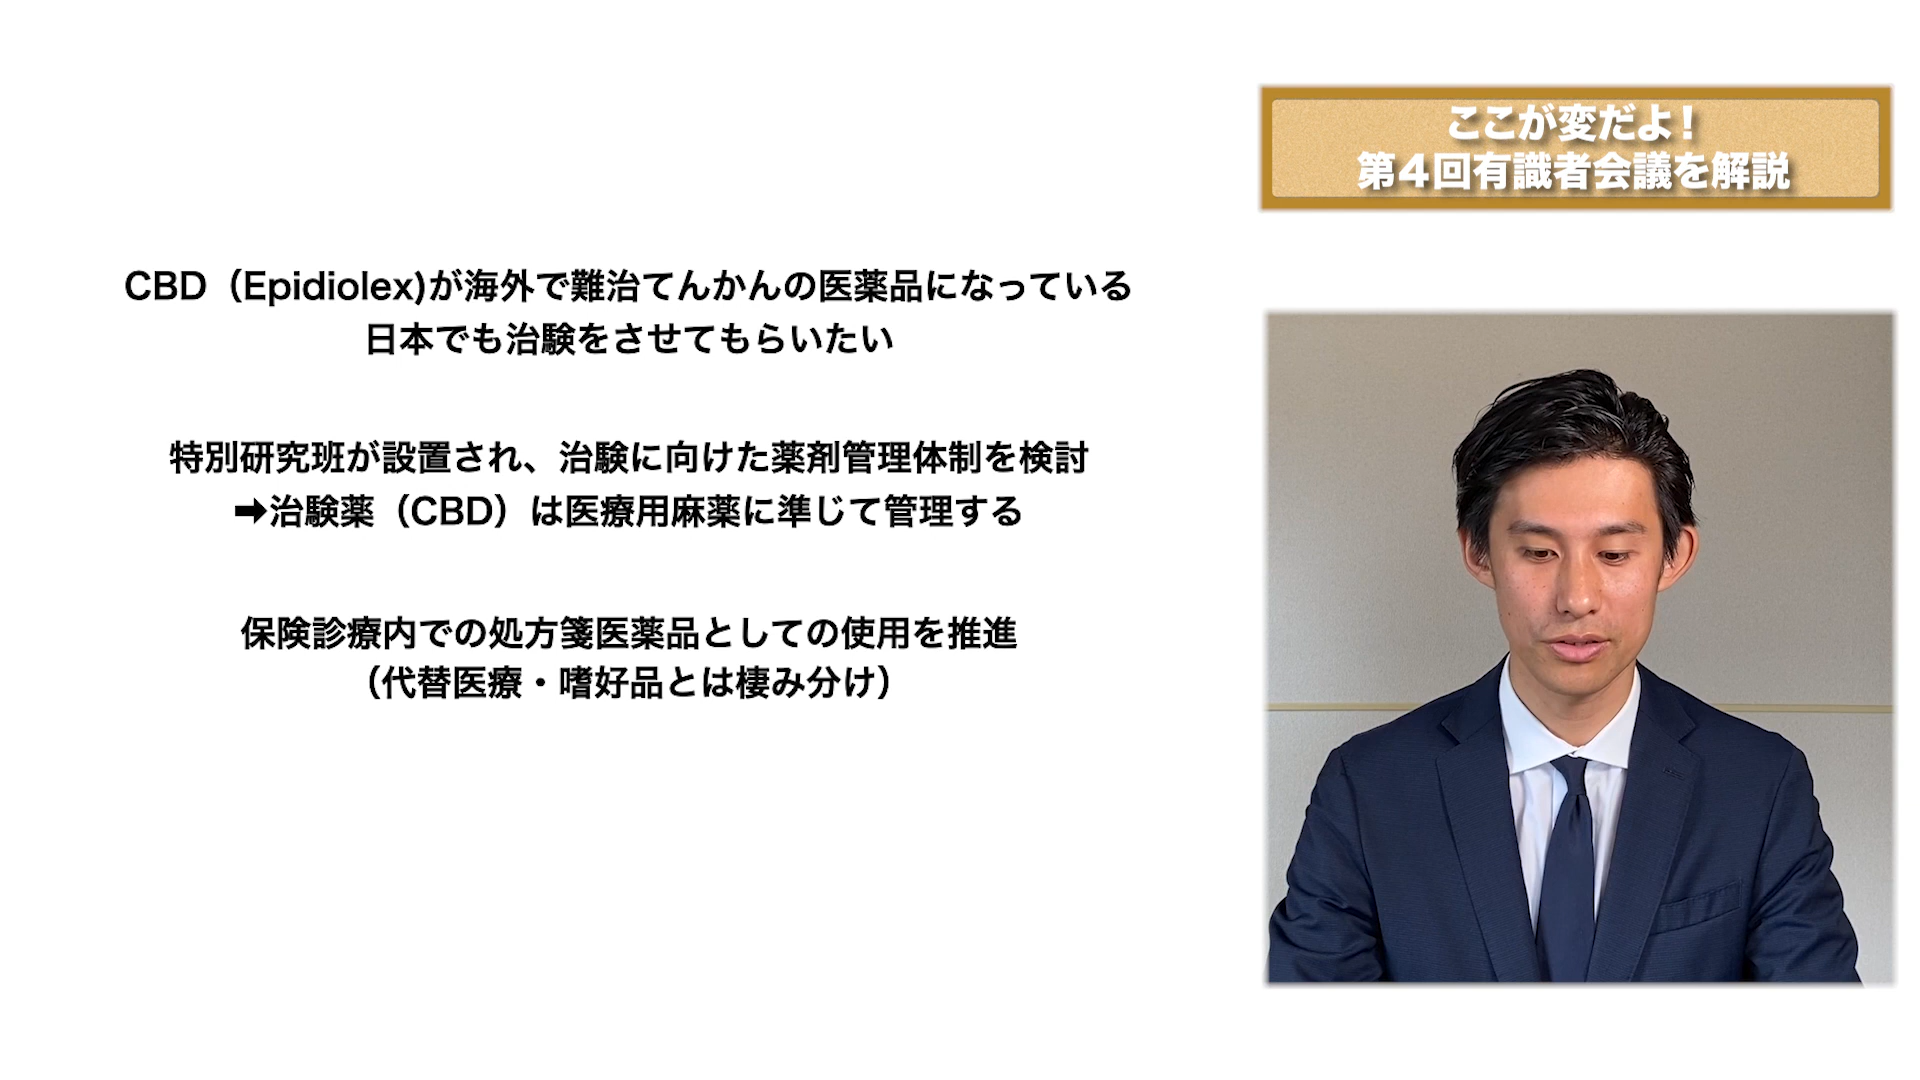 ここが変だよ！
第4回有識者会議を解説
CBD（Epidiolex)が海外で難治てんかんの医薬品になっている
日本でも治験をさせてもらいたい
特別研究班が設置され、治験に向けた薬剤管理体制を検討
➡治験薬（CBD）は医療用麻薬に準じて管理する
保険診療内での処方箋医薬品としての使用を推進
（代替医療・嗜好品とは棲み分け）